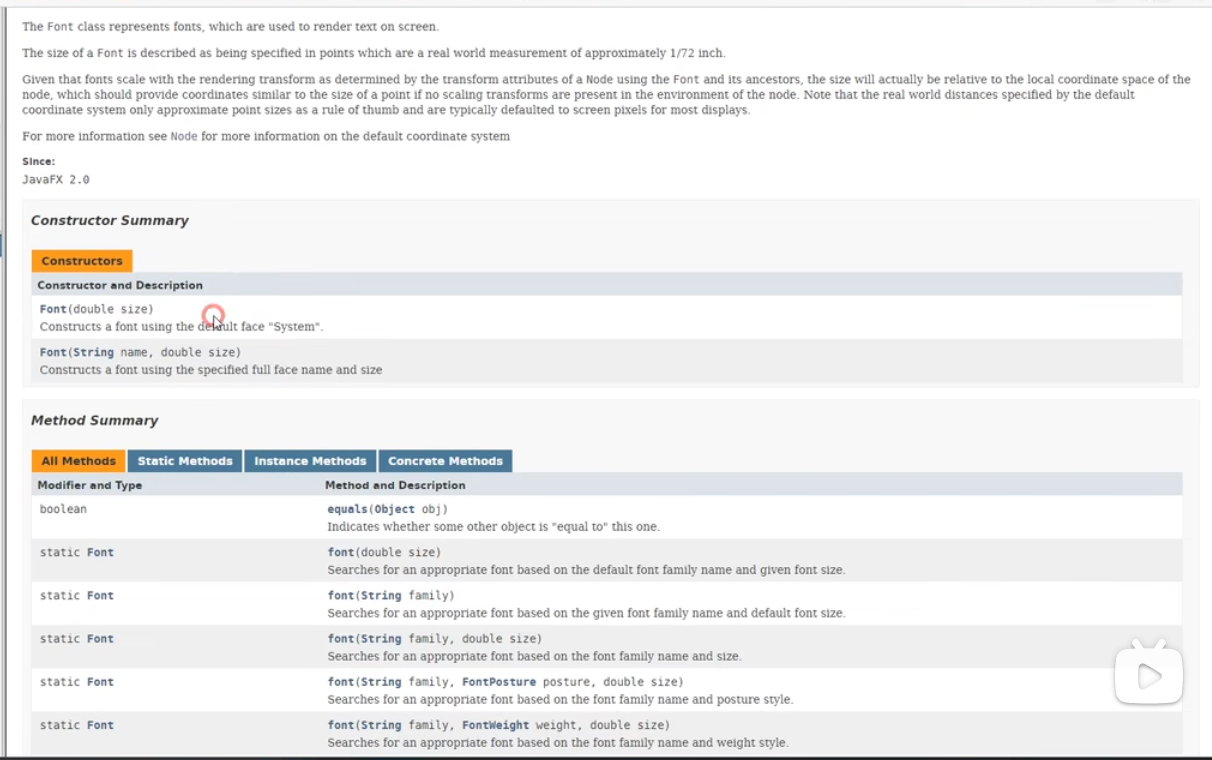 The Font class represents fonts, which are used to render text on screen.
The size of a Font is described as being specified in points which are a real world measurement of approximately 1/72 inch.
Given that fonts scale with the rendering transform as determined by the transform attributes of a Node using the Font and its ancestors, the size will actually be relative to the local coordinate space of the
node, which should provide coordinates similar to the size of a point if no scaling transforms are present in the environment of the node. Note that the real world distances specified by the default
coordinate system only approximate point sizes as a rule of thumb and are typically defaulted to screen pixels for most displays.
For more information see Node for more information on the default coordinate system
Since:
JavaFX 2.0
Constructor Summary
Constructors
Constructor and Description
Font(double size)
Constructs a font using the default face "System".
Font(String name, double size)
Constructs a font using the specified full face name and size
Method Summary
All Methods Static Methods Instance Methods Concrete Methods
Modifier and Type Method and Description
boolean equals(Object obj)
Indicates whether some other object is "equal to" this one.
static Font font(double size)
Searches for an appropriate font based on the default font family name and given font size.
static Font font(String family)
Searches for an appropriate font based on the given font family name and default font size.
static Font font(String family, double size)
Searches for an appropriate font based on the font family name and size.
static Font font(String family, FontPosture posture, double size)
Searches for an appropriate font based on the font family name and posture style.
static Font font(String family, FontWeight weight, double size)
Searches for an appropriate font based on the font family name and weight style.